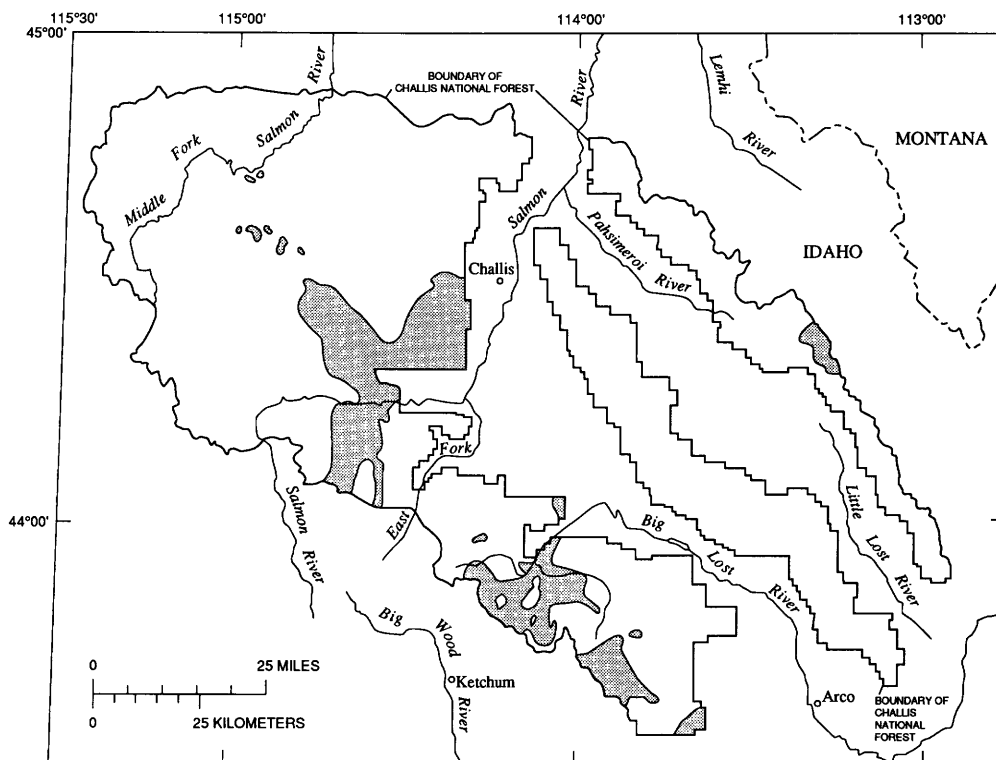 115°30'
115°00'
114°00'
113°00'
45°00'
River
BOUNDARY OF
CHALLIS NATIONAL FOREST
River
Lemhi
River
MONTANA
Fork
Salmon
Middle
Salmon
Pahsimeroi
River
IDAHO
Challis
Fork
East
Salmon
River
44°00'
Big
Lost
River
Little
Lost
River
Big
Wood
River
0 25 MILES
0 25 KILOMETERS
Ketchum
Arco
BOUNDARY OF
CHALLIS
NATIONAL
FOREST